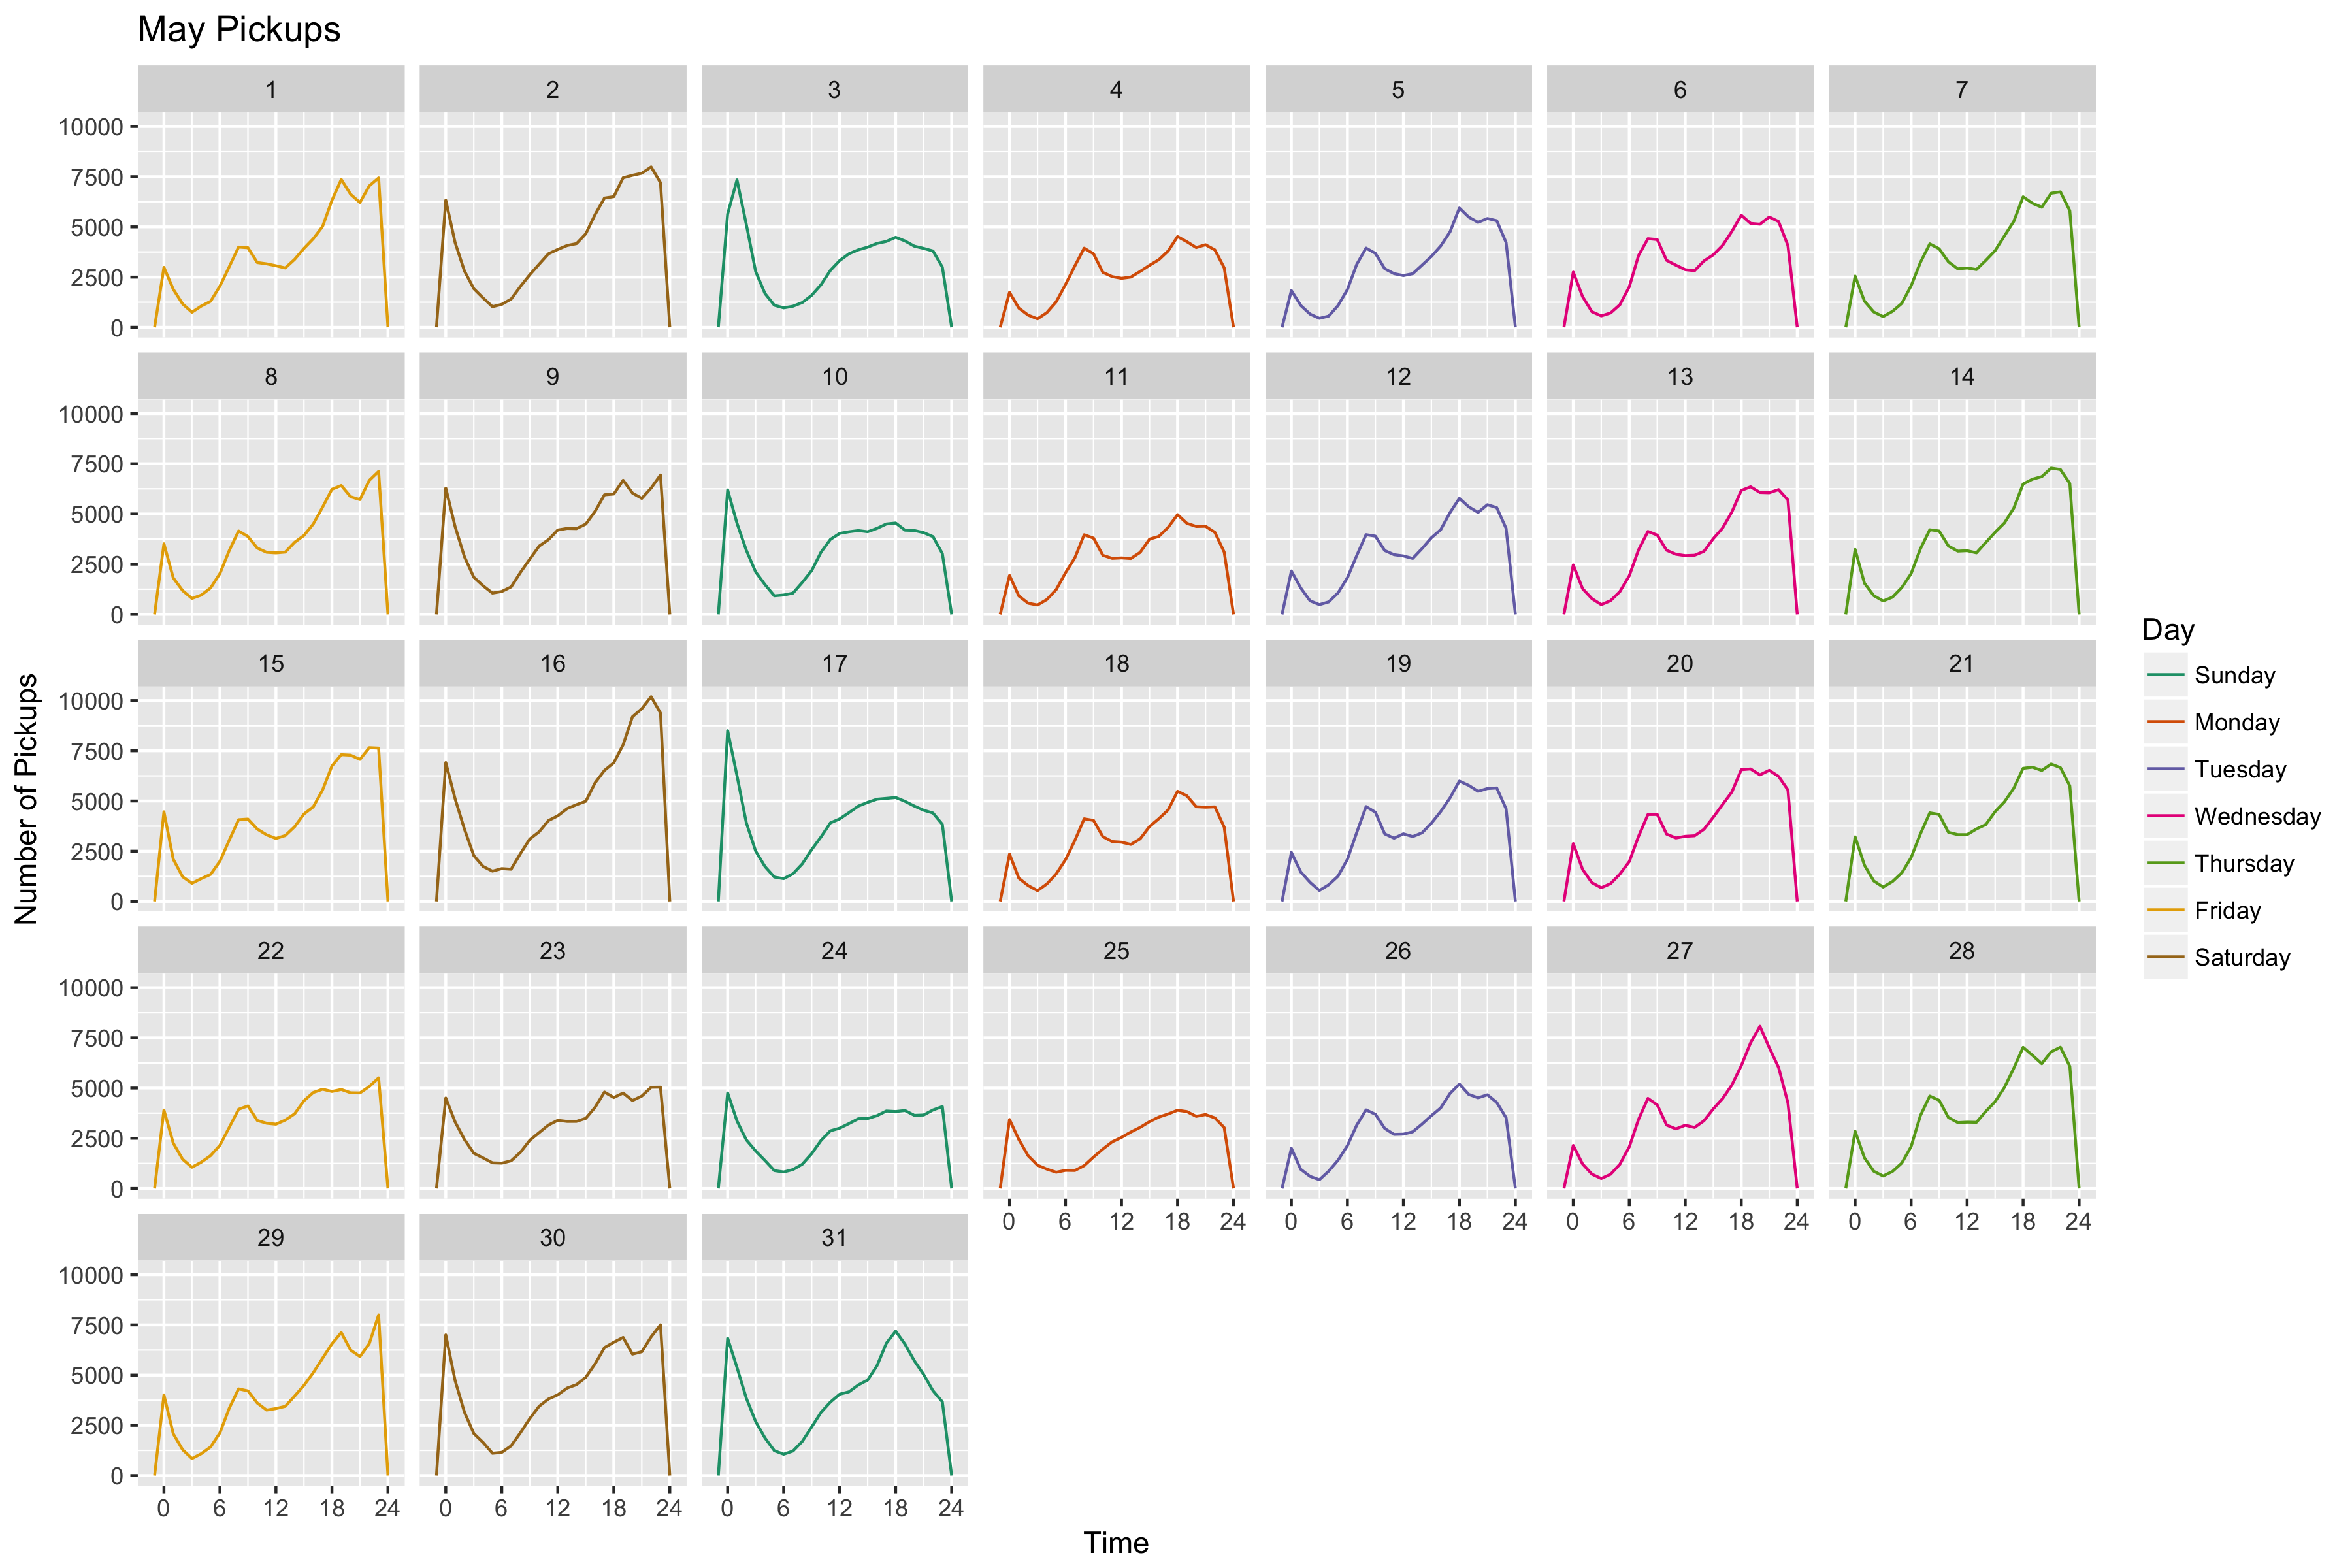 May Pickups
1 2 3 4 5 6 7
10000
7500
5000
2500
0
8 9 10 11 12 13 14
10000
7500
5000
2500
0
15 16 17 18 19 20 21
10000
7500
5000
2500
0
22 23 24 25 26 27 28
10000
7500
5000
2500
0
0 6 12 18 24 0 6 12 18 24 0 6 12 18 24 0 6 12 18 24
29 30 31
10000
7500
5000
2500
0
0 6 12 18 24 0 6 12 18 24 0 6 12 18 24
Time
Number of Pickups
Day
Sunday
Monday
Tuesday
Wednesday
Thursday
Friday
Saturday